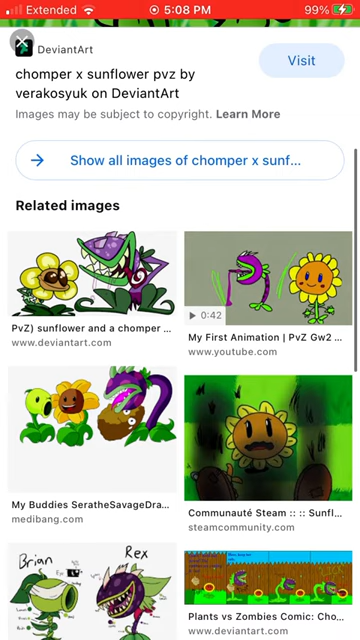 Extended 5:08 PM 99%
DeviantArt
Visit
chomper x sunflower pvz by
verakosyuk on DeviantArt
Images may be subject to copyright. Learn More
Show all images of chomper x sunf...
Related images
0:42
PvZ) sunflower and a chomper ...
www.deviantart.com
My First Animation | PvZ Gw2 ...
www.youtube.com
My Buddies SeratheSavageDra...
medibang.com
Communauté Steam :: :: Sunfl...
steamcommunity.com
Brian
Rex
Plants vs Zombies Comic: Cho...
www.deviantart.com